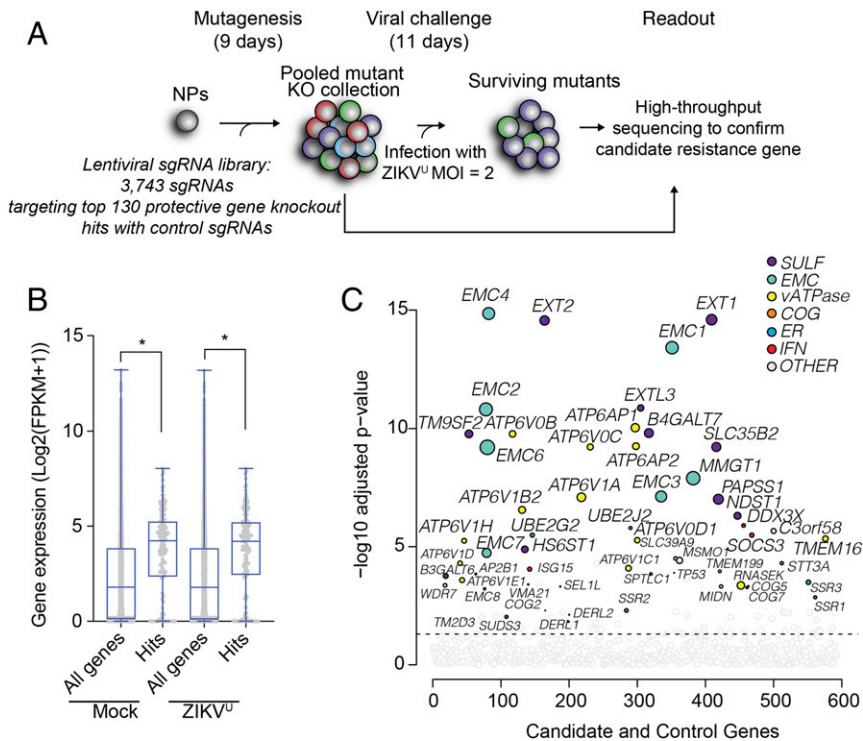 A
Mutagenesis
(9 days)
Viral challenge
(11 days)
Readout
NPs
Pooled mutant
KO collection
Surviving mutants
Lentiviral sgRNA library:
3,743 sgRNAs
targeting top 130 protective gene knockout
hits with control sgRNAs
Infection with
ZIKVᵁ MOI = 2
High-throughput
sequencing to confirm
candidate resistance gene
B
Gene expression (Log2(FPKM+1))
15
10
5
0
*
*
All genes
Hits
All genes
Hits
Mock
ZIKVᵁ
C
−log10 adjusted p-value
15
10
5
0
SULF
EMC
vATPase
COG
ER
IFN
OTHER
EMC4
EXT2
EXT1
EMC1
EMC2
EXTL3
TM9SF2
ATP6V0B
ATP6AP1
B4GALT7
ATP6V0C
SLC35B2
EMC6
ATP6AP2
MMGT1
ATP6V1A
EMC3
PAPSS1
ATP6V1B2
NDST1
UBE2J2
DDX3X
ATP6V1H
UBE2G2
ATP6V0D1
C3orf58
EMC7
HS6ST1
SLC39A9
SOCS3
TMEM16
ATP6V1D
ATP6V1C1
MSMO1
B3GALT6
AP2B1
ISG15
TMEM199
STT3A
ATP6V1E1
SPTLC1
TP53
RNASEK
WDR7
EMC8
VMA21
SEL1L
MIDN
COG5
SSR3
COG2
DERL2
SSR2
COG7
SSR1
TM2D3
SUDS3
DERL1
0
100
200
300
400
500
600
Candidate and Control Genes